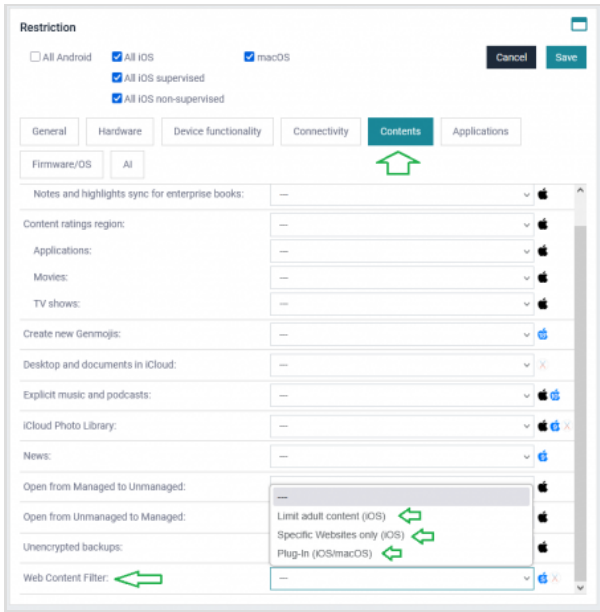 Restriction
All Android All iOS macOS Cancel Save
All iOS supervised
All iOS non-supervised
General Hardware Device functionality Connectivity Contents Applications
Firmware/OS AI
Notes and highlights sync for enterprise books: ---
Content ratings region: ---
Applications: ---
Movies: ---
TV shows: ---
Create new Genmojis: ---
Desktop and documents in iCloud: --- X
Explicit music and podcasts: ---
iCloud Photo Library: --- X
News: ---
Open from Managed to Unmanaged:
---
Limit adult content (iOS)
Open from Unmanaged to Managed:
Specific Websites only (iOS)
Unencrypted backups:
Plug-In (iOS/macOS)
Web Content Filter: --- X